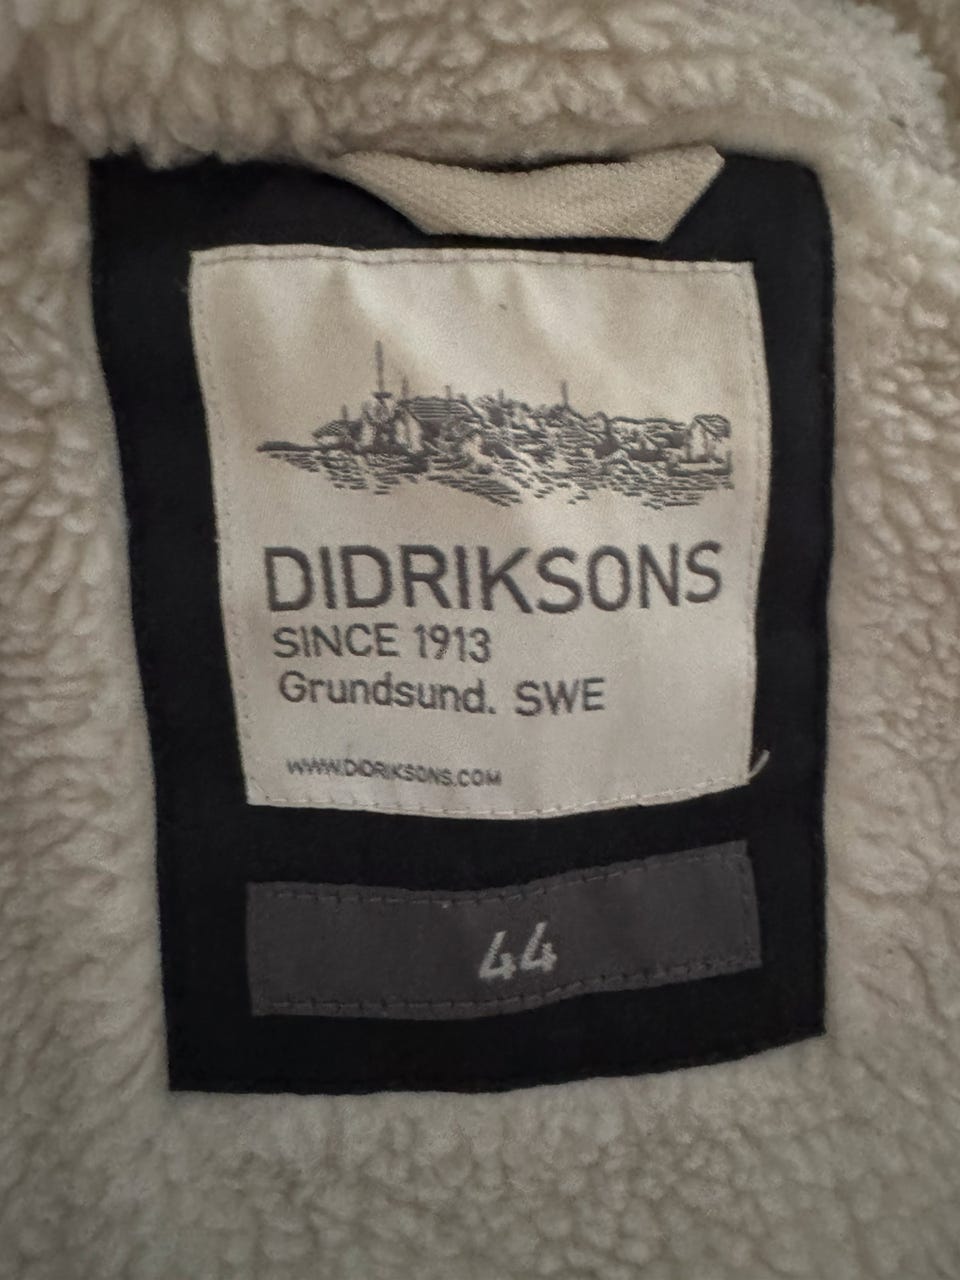 DIDRIKSONS
SINCE 1913
Grundsund. SWE
WWW.DIDRIKSONS.COM
44